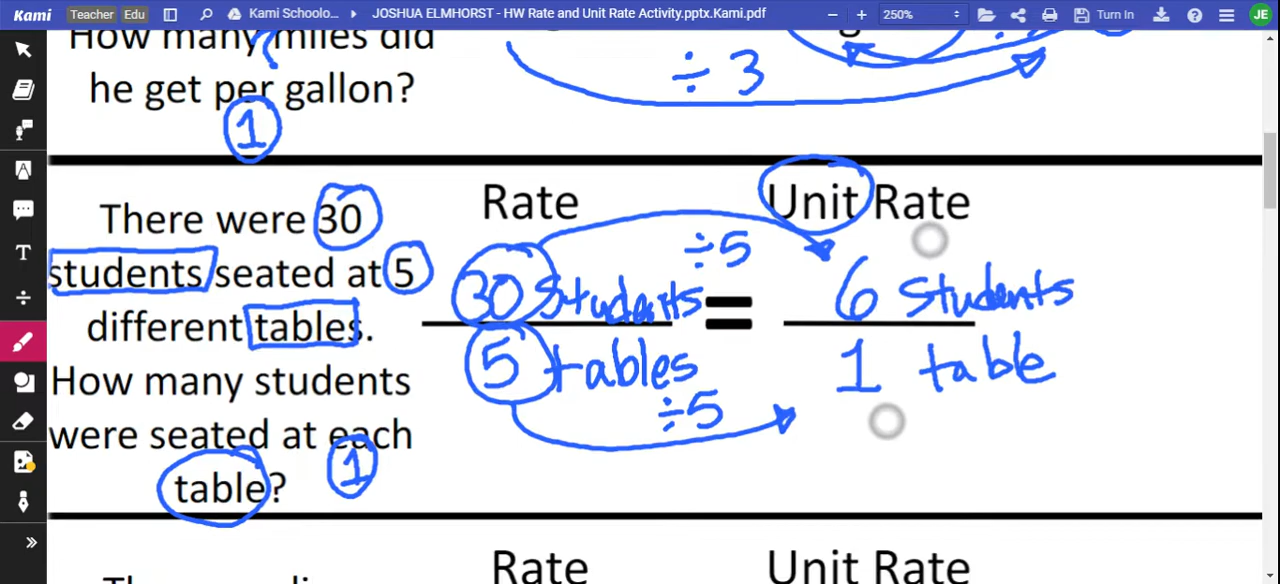 Kami Teacher Edu Kami Schoolo... JOSHUA ELMHORST - HW Rate and Unit Rate Activity.pptx.Kami.pdf 250% Turn In JE
How many miles did
he get per gallon?
1
÷ 3
There were 30
students seated at 5
different tables.
How many students
were seated at each
table? 1
Rate
30 Students
5 tables
÷5
÷5
=
Unit Rate
6 Students
1 table
Rate Unit Rate